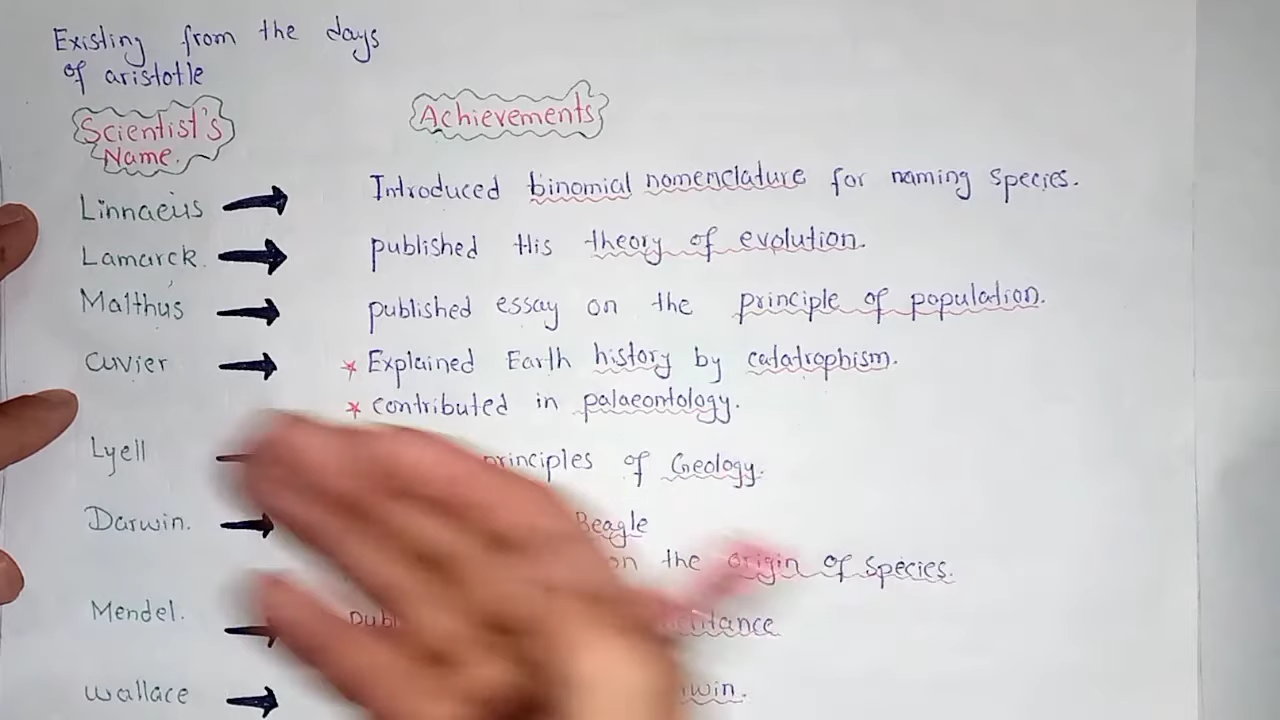 Existing from the days
of aristotle
Scientist's
Name.
Achievements
Linnaeus
Introduced binomial nomenclature for naming species.
Lamarck.
published His theory of evolution.
Malthus
published essay on the principle of population.
cuvier
* Explained Earth history by catatrophism.
* contributed in palaeontology.
Lyell
principles of Geology.
Darwin.
Beagle
on the origin of species.
Mendel.
wallace